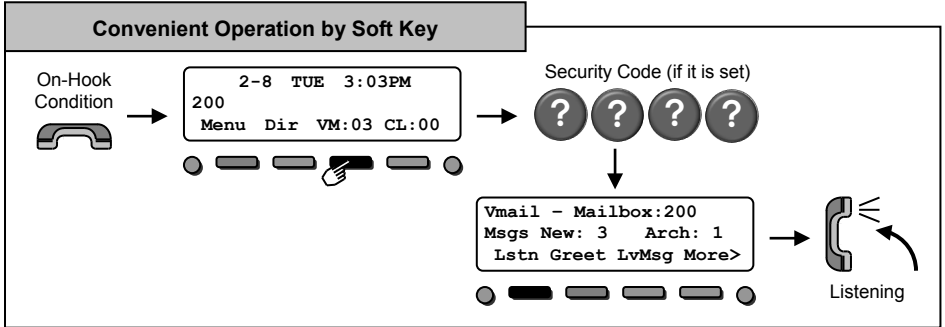 Convenient Operation by Soft Key
On-Hook
Condition
2-8 TUE 3:03PM
200
Menu Dir VM:03 CL:00
Security Code (if it is set)
? ? ? ?
Vmail – Mailbox:200
Msgs New: 3 Arch: 1
Lstn Greet LvMsg More>
Listening